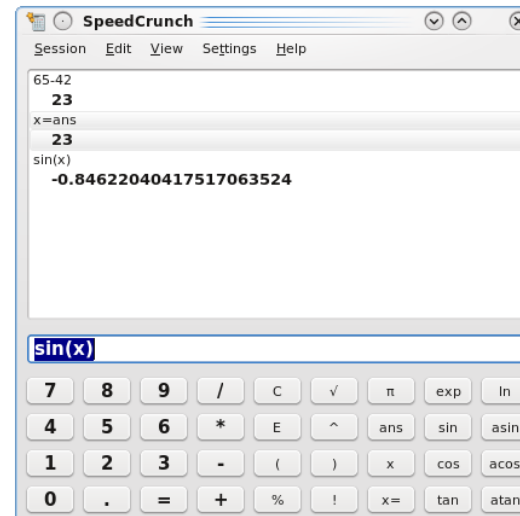 SpeedCrunch
Session Edit View Settings Help
65-42
23
x=ans
23
sin(x)
-0.84622040417517063524
sin(x)
7 8 9 / C √ π exp ln
4 5 6 * E ^ ans sin asin
1 2 3 - ( ) x cos acos
0 . = + % ! x= tan atan